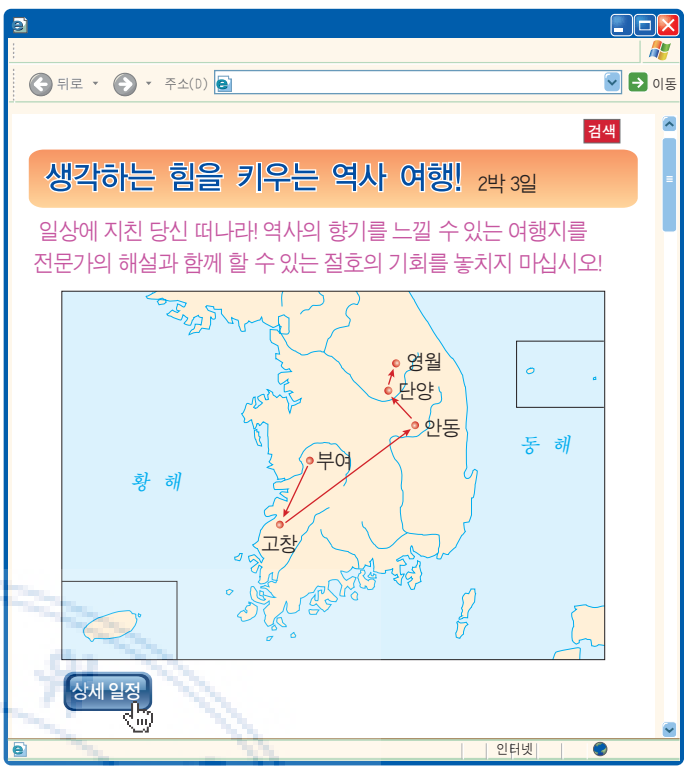 뒤로
주소(D)
이동
검색
생각하는 힘을 키우는 역사 여행! 2박 3일
일상에 지친 당신 떠나라! 역사의 향기를 느낄 수 있는 여행지를
전문가의 해설과 함께 할 수 있는 절호의 기회를 놓치지 마십시오!
영월
단양
안동
동 해
부여
황 해
고창
상세 일정
인터넷